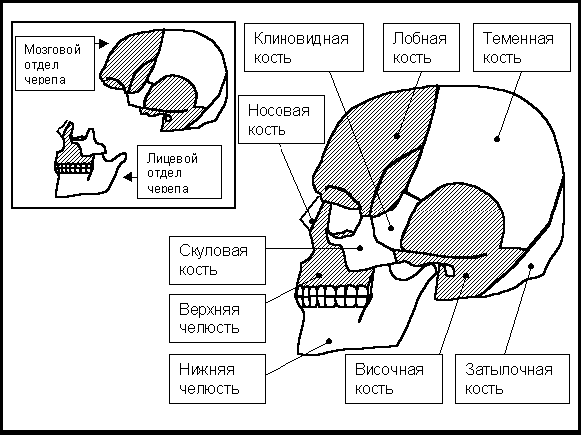 Мозговой
отдел
черепа
Лицевой
отдел
черепа
Клиновидная
кость
Лобная
кость
Теменная
кость
Носовая
кость
Скуловая
кость
Верхняя
челюсть
Нижняя
челюсть
Височная
кость
Затылочная
кость